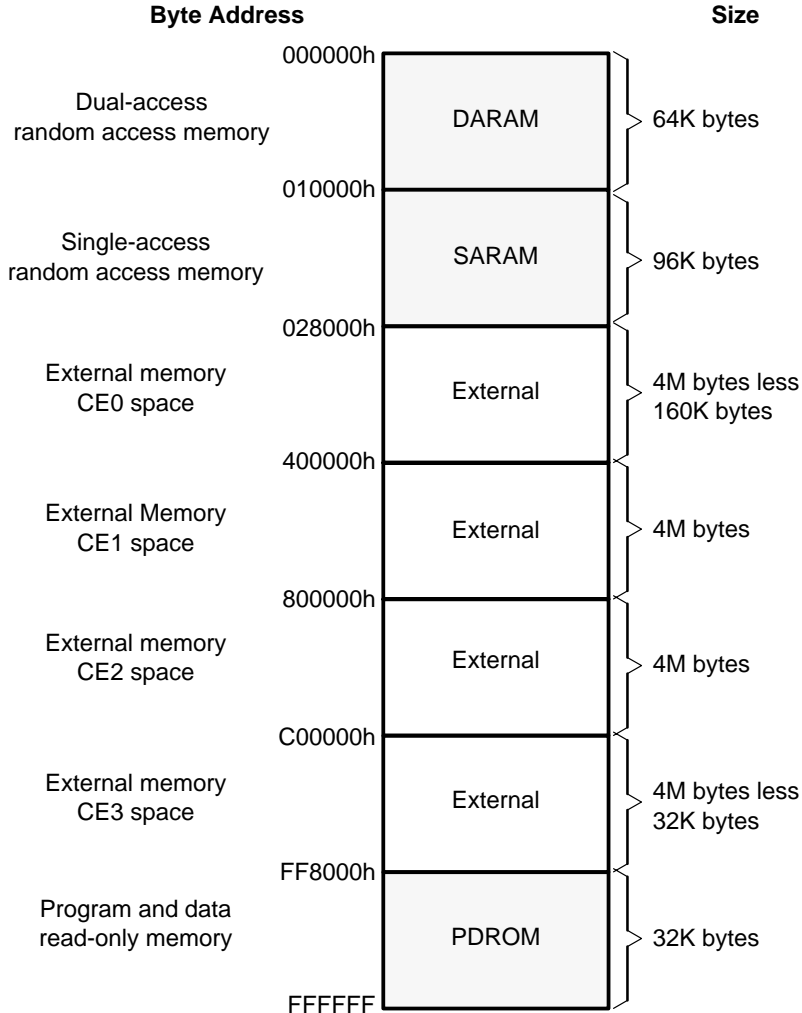 Byte Address
Size
000000h
Dual-access
random access memory
DARAM
64K bytes
010000h
Single-access
random access memory
SARAM
96K bytes
028000h
External memory
CE0 space
External
4M bytes less
160K bytes
400000h
External Memory
CE1 space
External
4M bytes
800000h
External memory
CE2 space
External
4M bytes
C00000h
External memory
CE3 space
External
4M bytes less
32K bytes
FF8000h
Program and data
read-only memory
PDROM
32K bytes
FFFFFF